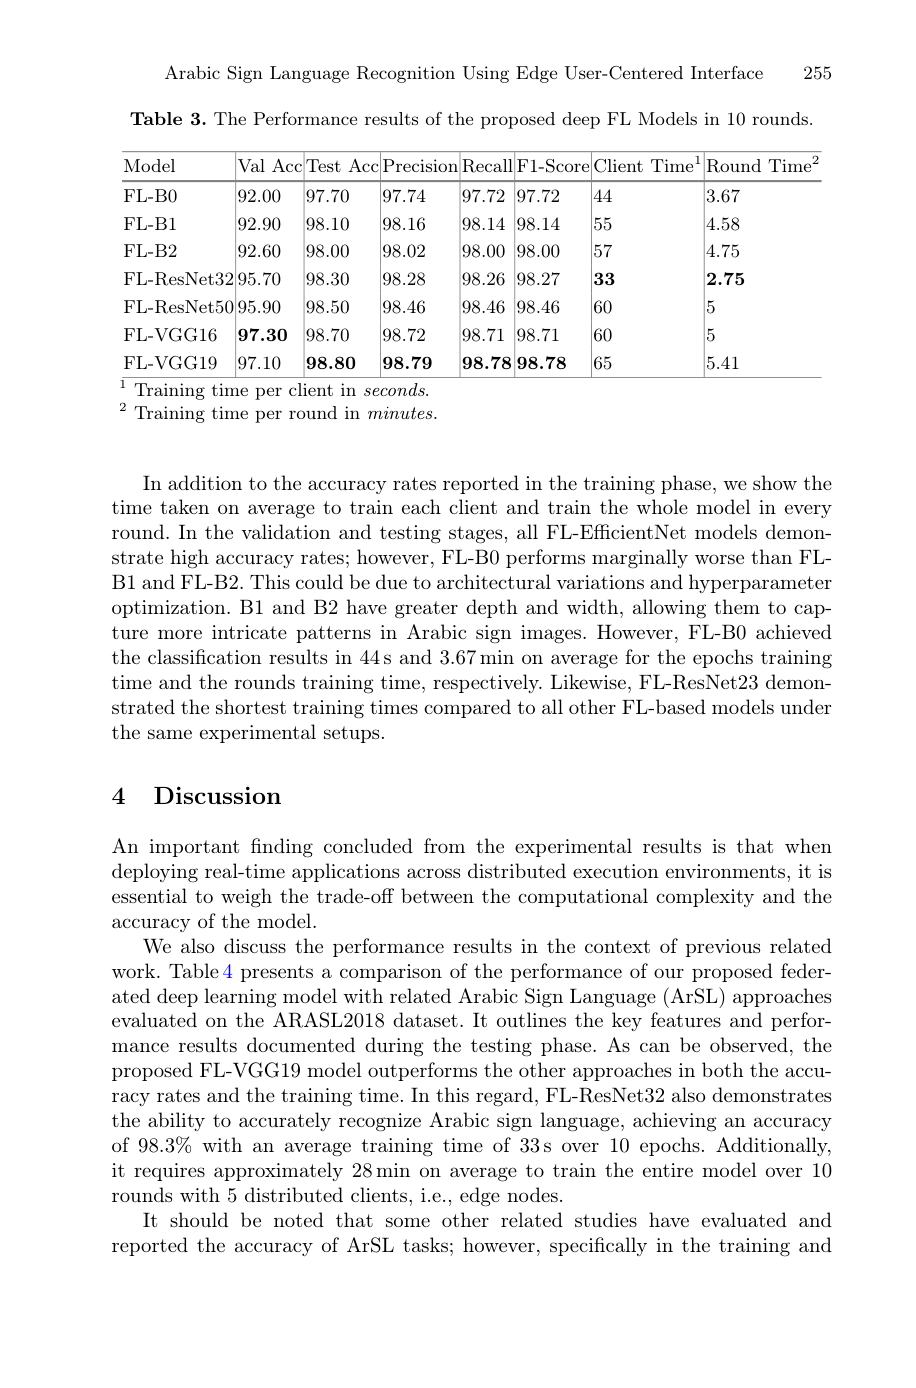 Arabic Sign Language Recognition Using Edge User-Centered Interface 255
Table 3. The Performance results of the proposed deep FL Models in 10 rounds.
Model Val Acc Test Acc Precision Recall F1-Score Client Time1 Round Time2
FL-B0 92.00 97.70 97.74 97.72 97.72 44 3.67
FL-B1 92.90 98.10 98.16 98.14 98.14 55 4.58
FL-B2 92.60 98.00 98.02 98.00 98.00 57 4.75
FL-ResNet32 95.70 98.30 98.28 98.26 98.27 33 2.75
FL-ResNet50 95.90 98.50 98.46 98.46 98.46 60 5
FL-VGG16 97.30 98.70 98.72 98.71 98.71 60 5
FL-VGG19 97.10 98.80 98.79 98.78 98.78 65 5.41
1 Training time per client in seconds.
2 Training time per round in minutes.
In addition to the accuracy rates reported in the training phase, we show the
time taken on average to train each client and train the whole model in every
round. In the validation and testing stages, all FL-EfficientNet models demon-
strate high accuracy rates; however, FL-B0 performs marginally worse than FL-
B1 and FL-B2. This could be due to architectural variations and hyperparameter
optimization. B1 and B2 have greater depth and width, allowing them to cap-
ture more intricate patterns in Arabic sign images. However, FL-B0 achieved
the classification results in 44 s and 3.67 min on average for the epochs training
time and the rounds training time, respectively. Likewise, FL-ResNet23 demon-
strated the shortest training times compared to all other FL-based models under
the same experimental setups.
4 Discussion
An important finding concluded from the experimental results is that when
deploying real-time applications across distributed execution environments, it is
essential to weigh the trade-off between the computational complexity and the
accuracy of the model.
We also discuss the performance results in the context of previous related
work. Table 4 presents a comparison of the performance of our proposed feder-
ated deep learning model with related Arabic Sign Language (ArSL) approaches
evaluated on the ARASL2018 dataset. It outlines the key features and perfor-
mance results documented during the testing phase. As can be observed, the
proposed FL-VGG19 model outperforms the other approaches in both the accu-
racy rates and the training time. In this regard, FL-ResNet32 also demonstrates
the ability to accurately recognize Arabic sign language, achieving an accuracy
of 98.3% with an average training time of 33 s over 10 epochs. Additionally,
it requires approximately 28 min on average to train the entire model over 10
rounds with 5 distributed clients, i.e., edge nodes.
It should be noted that some other related studies have evaluated and
reported the accuracy of ArSL tasks; however, specifically in the training and